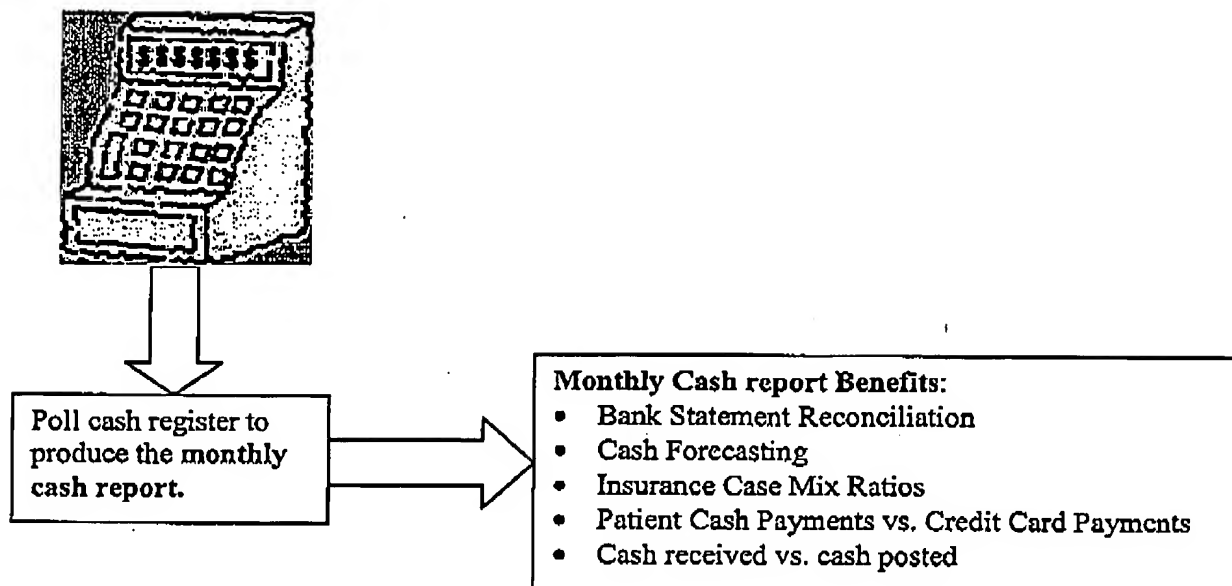 $$$$$$$
Poll cash register to
produce the monthly
cash report.
Monthly Cash report Benefits:
• Bank Statement Reconciliation
• Cash Forecasting
• Insurance Case Mix Ratios
• Patient Cash Payments vs. Credit Card Payments
• Cash received vs. cash posted